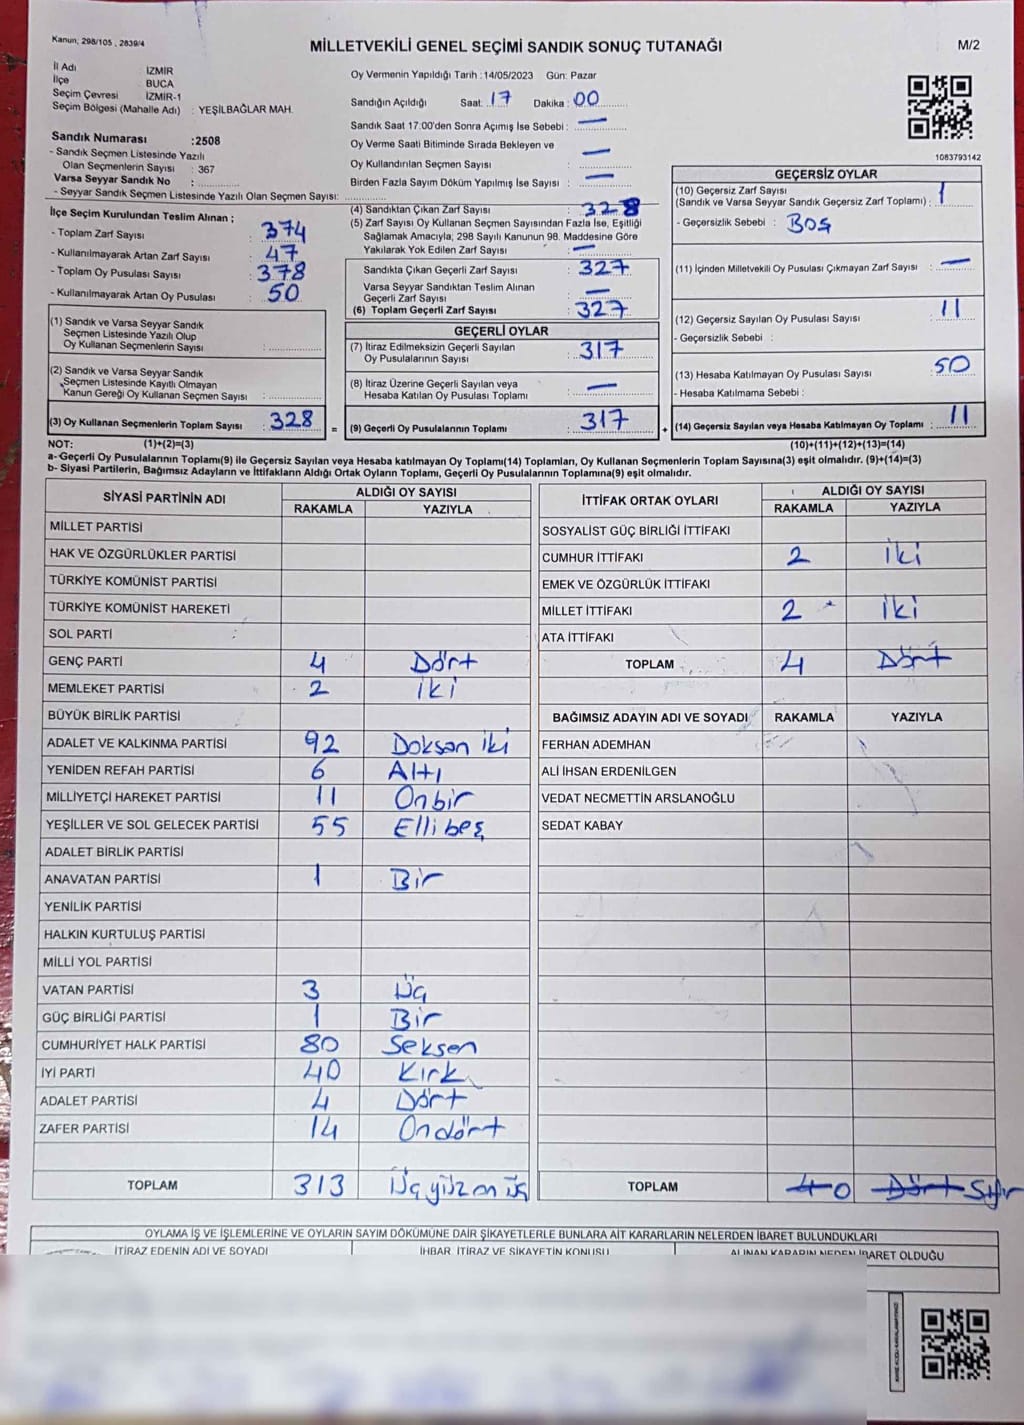 Kanun, 298/105 , 2839/4
MİLLETVEKİLİ GENEL SEÇİMİ SANDIK SONUÇ TUTANAĞI
M/2
İl Adı : İZMİR
İlçe : BUCA
Seçim Çevresi : İZMİR-1
Seçim Bölgesi (Mahalle Adı) : YEŞİLBAĞLAR MAH.
Sandık Numarası :2508
- Sandık Seçmen Listesinde Yazılı
Olan Seçmenlerin Sayısı : 367
Varsa Seyyar Sandık No :
- Seyyar Sandık Seçmen Listesinde Yazılı Olan Seçmen Sayısı:
İlçe Seçim Kurulundan Teslim Alınan ;
- Toplam Zarf Sayısı : 374
- Kullanılmayarak Artan Zarf Sayısı : 47
- Toplam Oy Pusulası Sayısı : 378
- Kullanılmayarak Artan Oy Pusulası : 50
(1) Sandık ve Varsa Seyyar Sandık
Seçmen Listesinde Yazılı Olup
Oy Kullanan Seçmenlerin Sayısı :
(2) Sandık ve Varsa Seyyar Sandık
Seçmen Listesinde Kayıtlı Olmayan
Kanun Gereği Oy Kullanan Seçmen Sayısı :
(3) Oy Kullanan Seçmenlerin Toplam Sayısı : 328 =
Oy Vermenin Yapıldığı Tarih :14/05/2023 Gün: Pazar
Sandığın Açıldığı Saat: 17 Dakika : 00
Sandık Saat 17.00'den Sonra Açımış İse Sebebi : —
Oy Verme Saati Bitiminde Sırada Bekleyen ve
Oy Kullandırılan Seçmen Sayısı : —
Birden Fazla Sayım Döküm Yapılmış İse Sayısı : —
(4) Sandıktan Çıkan Zarf Sayısı : 328
(5) Zarf Sayısı Oy Kullanan Seçmen Sayısından Fazla İse, Eşitliği
Sağlamak Amacıyla, 298 Sayılı Kanunun 98. Maddesine Göre
Yakılarak Yok Edilen Zarf Sayısı : —
Sandıkta Çıkan Geçerli Zarf Sayısı : 327
Varsa Seyyar Sandıktan Teslim Alınan
Geçerli Zarf Sayısı : —
(6) Toplam Geçerli Zarf Sayısı : 327
GEÇERLİ OYLAR
(7) İtiraz Edilmeksizin Geçerli Sayılan
Oy Pusulalarının Sayısı : 317
(8) İtiraz Üzerine Geçerli Sayılan veya
Hesaba Katılan Oy Pusulaları Toplamı : —
(9) Geçerli Oy Pusulalarının Toplamı : 317 +
1083793142
GEÇERSİZ OYLAR
(10) Geçersiz Zarf Sayısı
(Sandık ve Varsa Seyyar Sandık Geçersiz Zarf Toplamı) : 1
- Geçersizlik Sebebi : BOŞ
(11) İçinden Milletvekili Oy Pusulası Çıkmayan Zarf Sayısı : —
(12) Geçersiz Sayılan Oy Pusulası Sayısı : 11
- Geçersizlik Sebebi :
(13) Hesaba Katılmayan Oy Pusulası Sayısı : 50
- Hesaba Katılmama Sebebi :
(14) Geçersiz Sayılan veya Hesaba Katılmayan Oy Toplamı : 11
NOT: (1)+(2)=(3) (10)+(11)+(12)+(13)=(14)
a- Geçerli Oy Pusulalarının Toplamı(9) ile Geçersiz Sayılan veya Hesaba katılmayan Oy Toplamı(14) Toplamları, Oy Kullanan Seçmenlerin Toplam Sayısına(3) eşit olmalıdır. (9)+(14)=(3)
b- Siyasi Partilerin, Bağımsız Adayların ve İttifakların Aldığı Ortak Oyların Toplamı, Geçerli Oy Pusulalarının Toplamına(9) eşit olmalıdır.
SİYASİ PARTİNİN ADI ALDIĞI OY SAYISI
RAKAMLA YAZIYLA
MİLLET PARTİSİ
HAK VE ÖZGÜRLÜKLER PARTİSİ
TÜRKİYE KOMÜNİST PARTİSİ
TÜRKİYE KOMÜNİST HAREKETİ
SOL PARTİ
GENÇ PARTİ 4 Dört
MEMLEKET PARTİSİ 2 iki
BÜYÜK BİRLİK PARTİSİ
ADALET VE KALKINMA PARTİSİ 92 Doksan iki
YENİDEN REFAH PARTİSİ 6 Altı
MİLLİYETÇİ HAREKET PARTİSİ 11 Onbir
YEŞİLLER VE SOL GELECEK PARTİSİ 55 Ellibeş
ADALET BİRLİK PARTİSİ
ANAVATAN PARTİSİ 1 Bir
YENİLİK PARTİSİ
HALKIN KURTULUŞ PARTİSİ
MİLLİ YOL PARTİSİ
VATAN PARTİSİ 3 Üç
GÜÇ BİRLİĞİ PARTİSİ 1 Bir
CUMHURİYET HALK PARTİSİ 80 Seksen
İYİ PARTİ 40 Kırk
ADALET PARTİSİ 4 Dört
ZAFER PARTİSİ 14 Ondört
TOPLAM 313 Üçyüzonüç
İTTİFAK ORTAK OYLARI ALDIĞI OY SAYISI
RAKAMLA YAZIYLA
SOSYALİST GÜÇ BİRLİĞİ İTTİFAKI
CUMHUR İTTİFAKI 2 iki
EMEK VE ÖZGÜRLÜK İTTİFAKI
MİLLET İTTİFAKI 2 iki
ATA İTTİFAKI
TOPLAM 4 Dört
BAĞIMSIZ ADAYIN ADI VE SOYADI RAKAMLA YAZIYLA
FERHAN ADEMHAN
ALİ İHSAN ERDENİLGEN
VEDAT NECMETTİN ARSLANOĞLU
SEDAT KABAY
TOPLAM 4 0 Dört Sıfır
OYLAMA İŞ VE İŞLEMLERİNE VE OYLARIN SAYIM DÖKÜMÜNE DAİR ŞİKAYETLERLE BUNLARA AİT KARARLARIN NELERDEN İBARET BULUNDUKLARI
İTİRAZ EDENİN ADI VE SOYADI İHBAR, İTİRAZ VE ŞİKAYETİN KONUSU ALINAN KARARIN NEDEN İBARET OLDUĞU